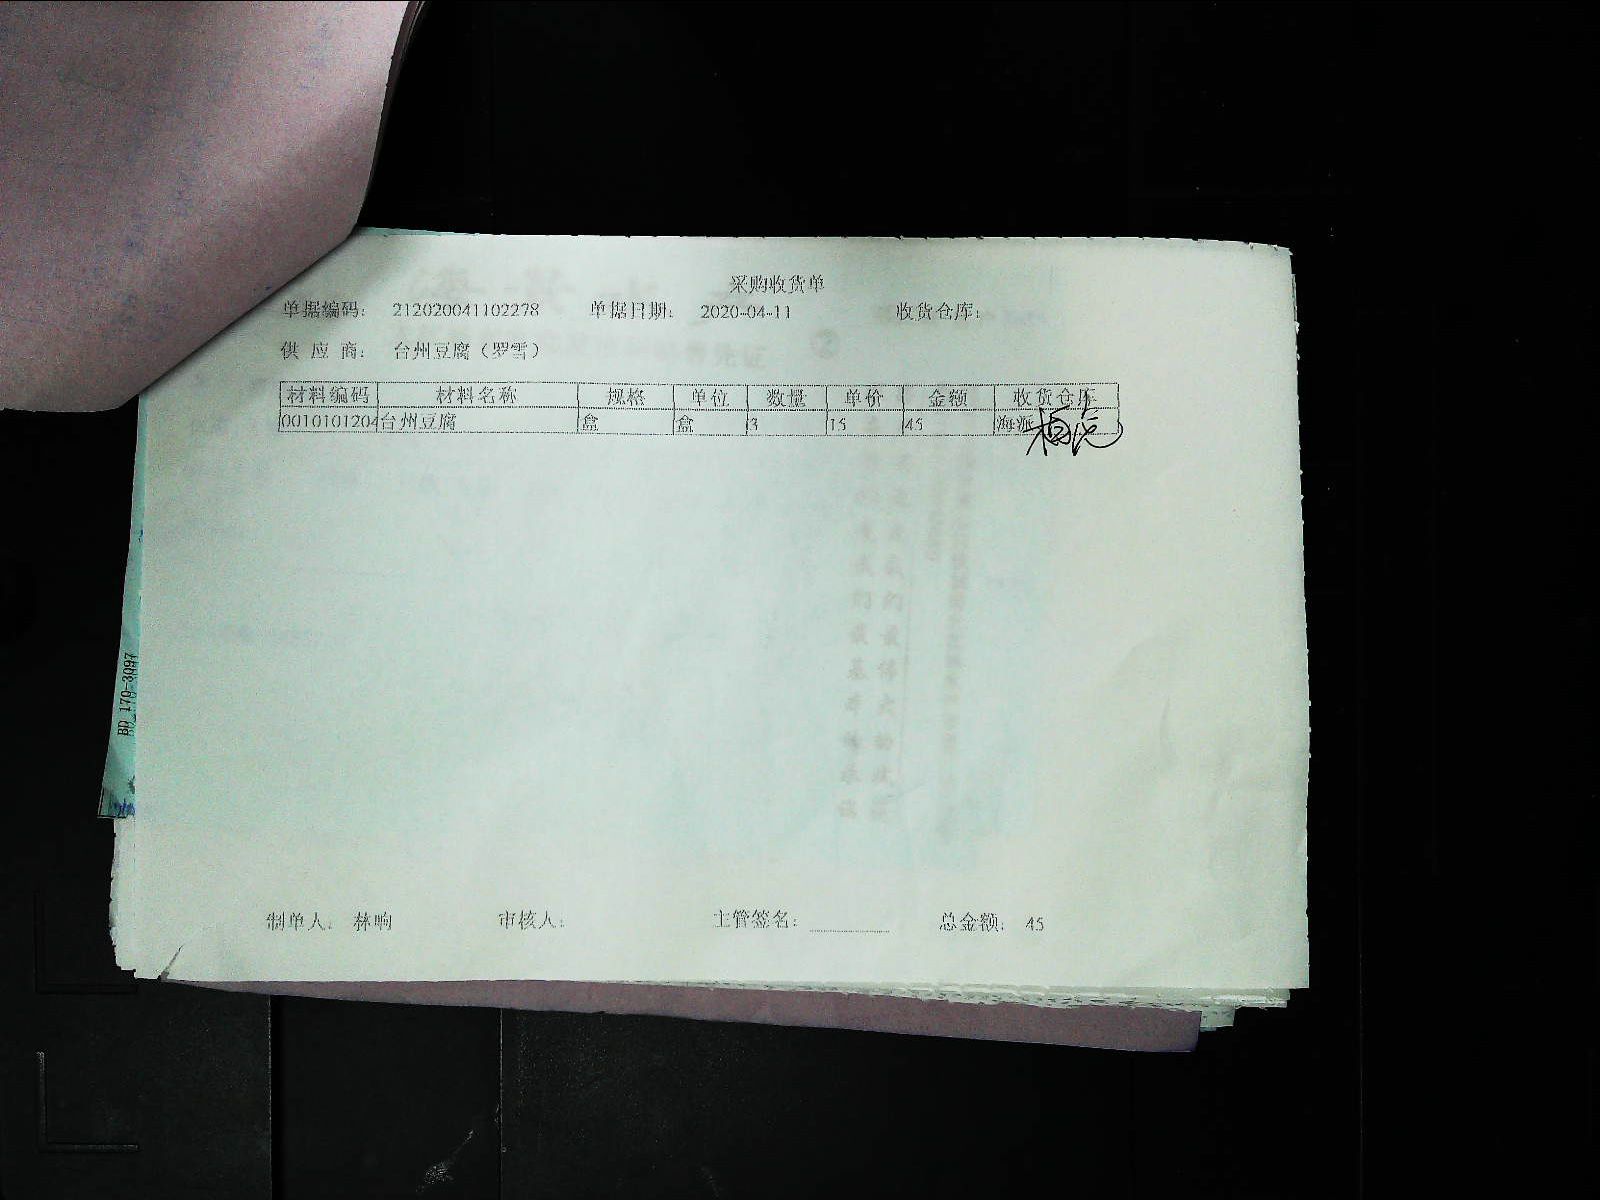 采购收货单
单据编码： 212020041102278 单据日期： 2020-04-11 收货仓库：
供 应 商： 台州豆腐（罗雪）
材料编码 材料名称 规格 单位 数量 单价 金额 收货仓库
0010101204 台州豆腐 盒 盒 3 15 45 海派
制单人： 林晌 审核人： 主管签名： 总金额： 45
BD 170-3097